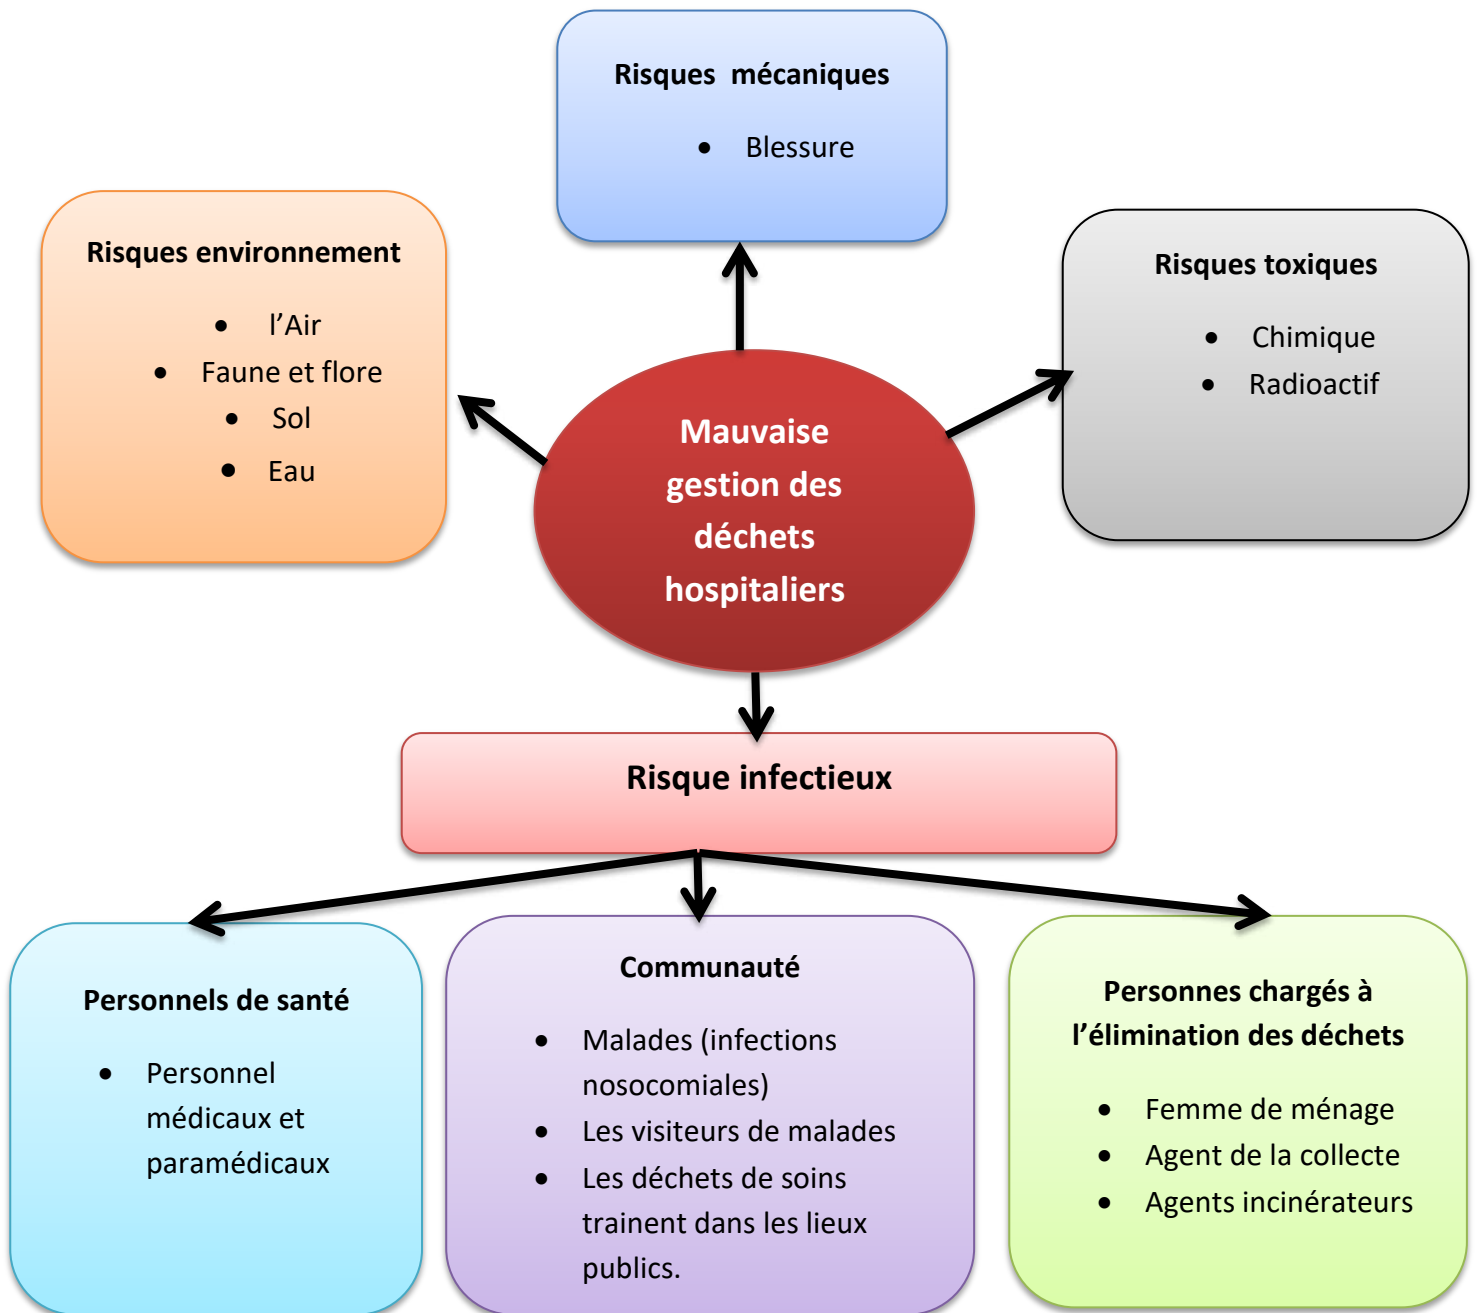 Risques mécaniques
• Blessure
Risques environnement
• l’Air
• Faune et flore
• Sol
• Eau
Risques toxiques
• Chimique
• Radioactif
Mauvaise
gestion des
déchets
hospitaliers
Risque infectieux
Personnels de santé
• Personnel
médicaux et
paramédicaux
Communauté
• Malades (infections
nosocomiales)
• Les visiteurs de malades
• Les déchets de soins
trainent dans les lieux
publics.
Personnes chargés à
l’élimination des déchets
• Femme de ménage
• Agent de la collecte
• Agents incinérateurs